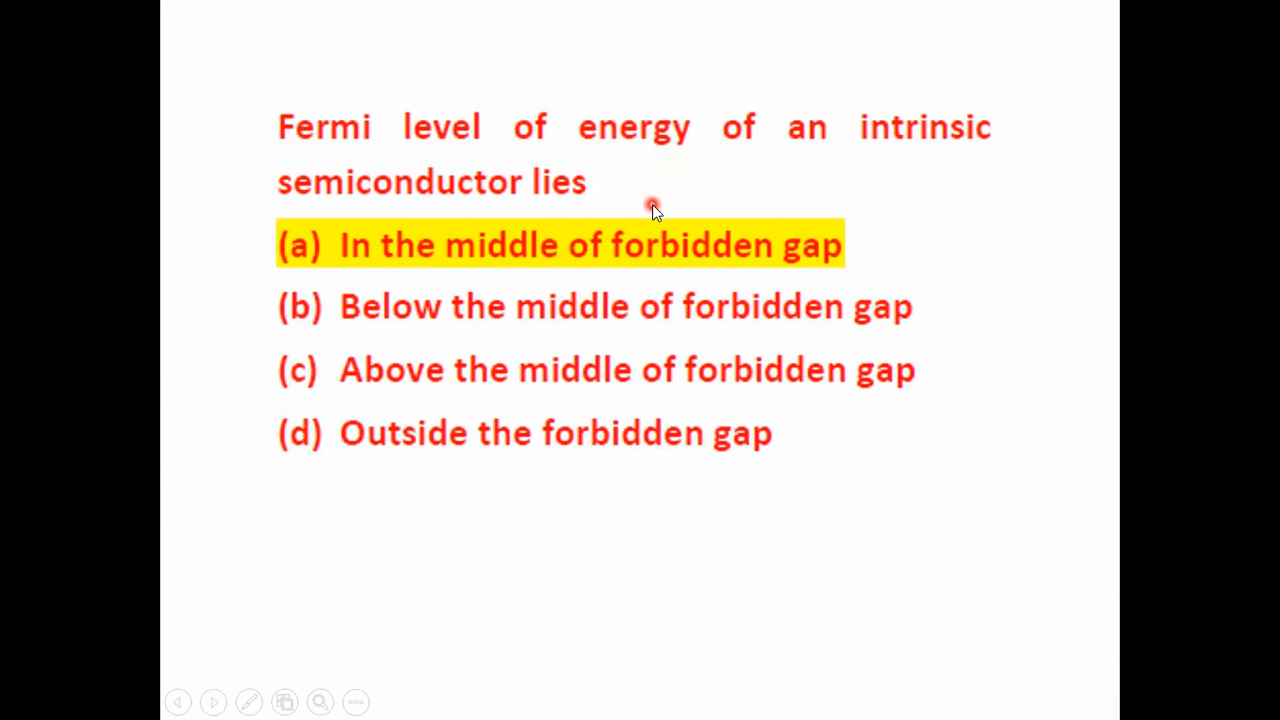 Fermi level of energy of an intrinsic
semiconductor lies
(a) In the middle of forbidden gap
(b) Below the middle of forbidden gap
(c) Above the middle of forbidden gap
(d) Outside the forbidden gap